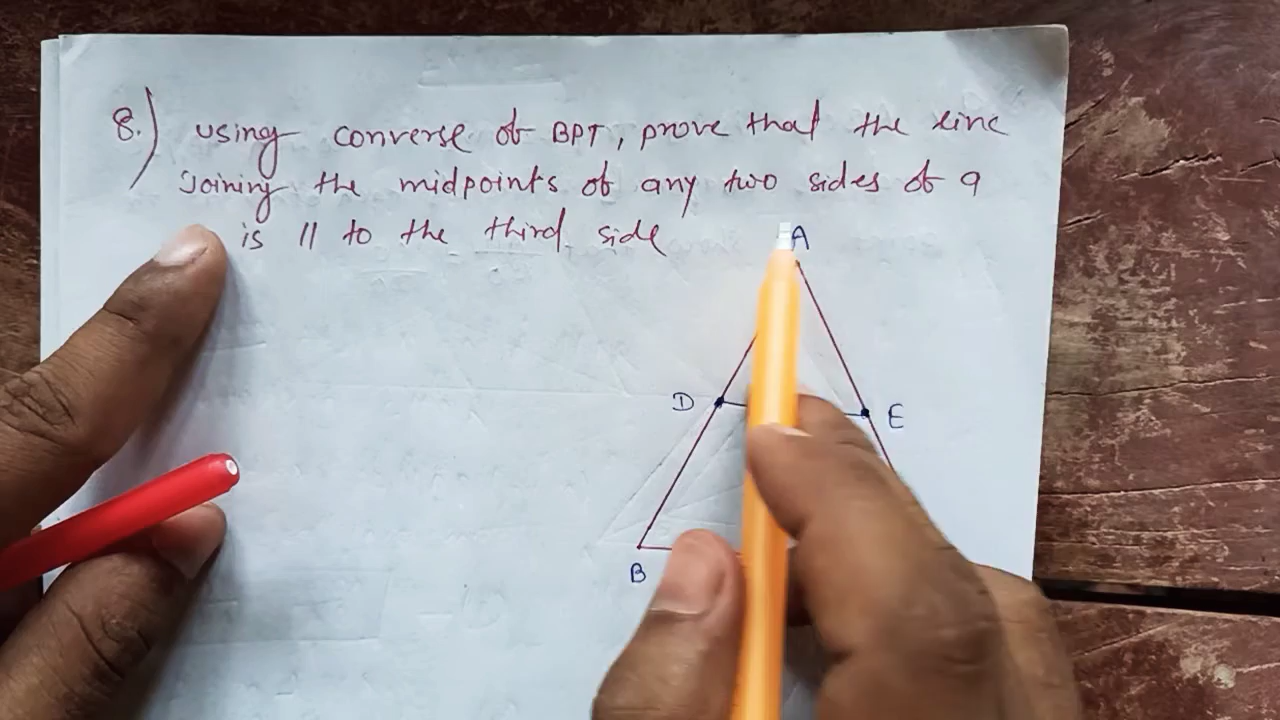 8.) using converse of BPT, prove that the line
Joining the midpoints of any two sides of a
is || to the third side
A
D
E
B